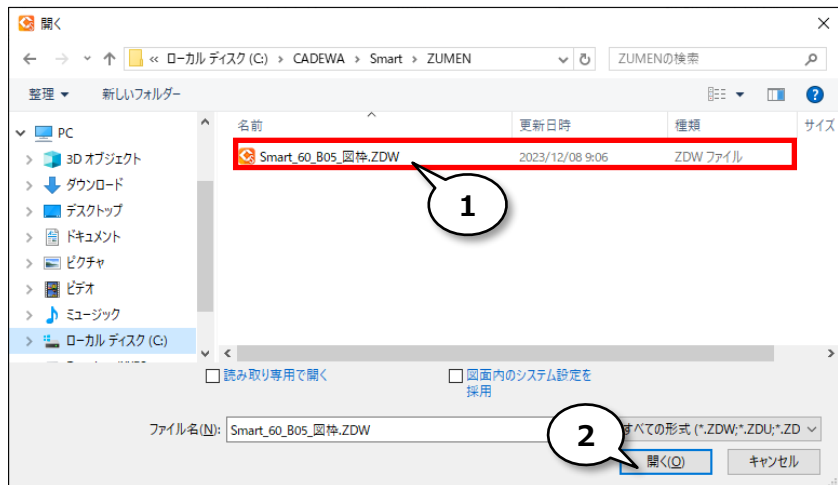 開く
« ローカル ディスク (C:) › CADEWA › Smart › ZUMEN
ZUMENの検索
整理 新しいフォルダー
名前 更新日時 種類 サイズ
PC
3D オブジェクト
ダウンロード
デスクトップ
ドキュメント
ピクチャ
ビデオ
ミュージック
ローカル ディスク (C:)
Smart_60_B05_図枠.ZDW 2023/12/08 9:06 ZDW ファイル
1
読み取り専用で開く
図面内のシステム設定を
採用
ファイル名(N): Smart_60_B05_図枠.ZDW
すべての形式 (*.ZDW;*.ZDU;*.ZD
2
開く(O) キャンセル